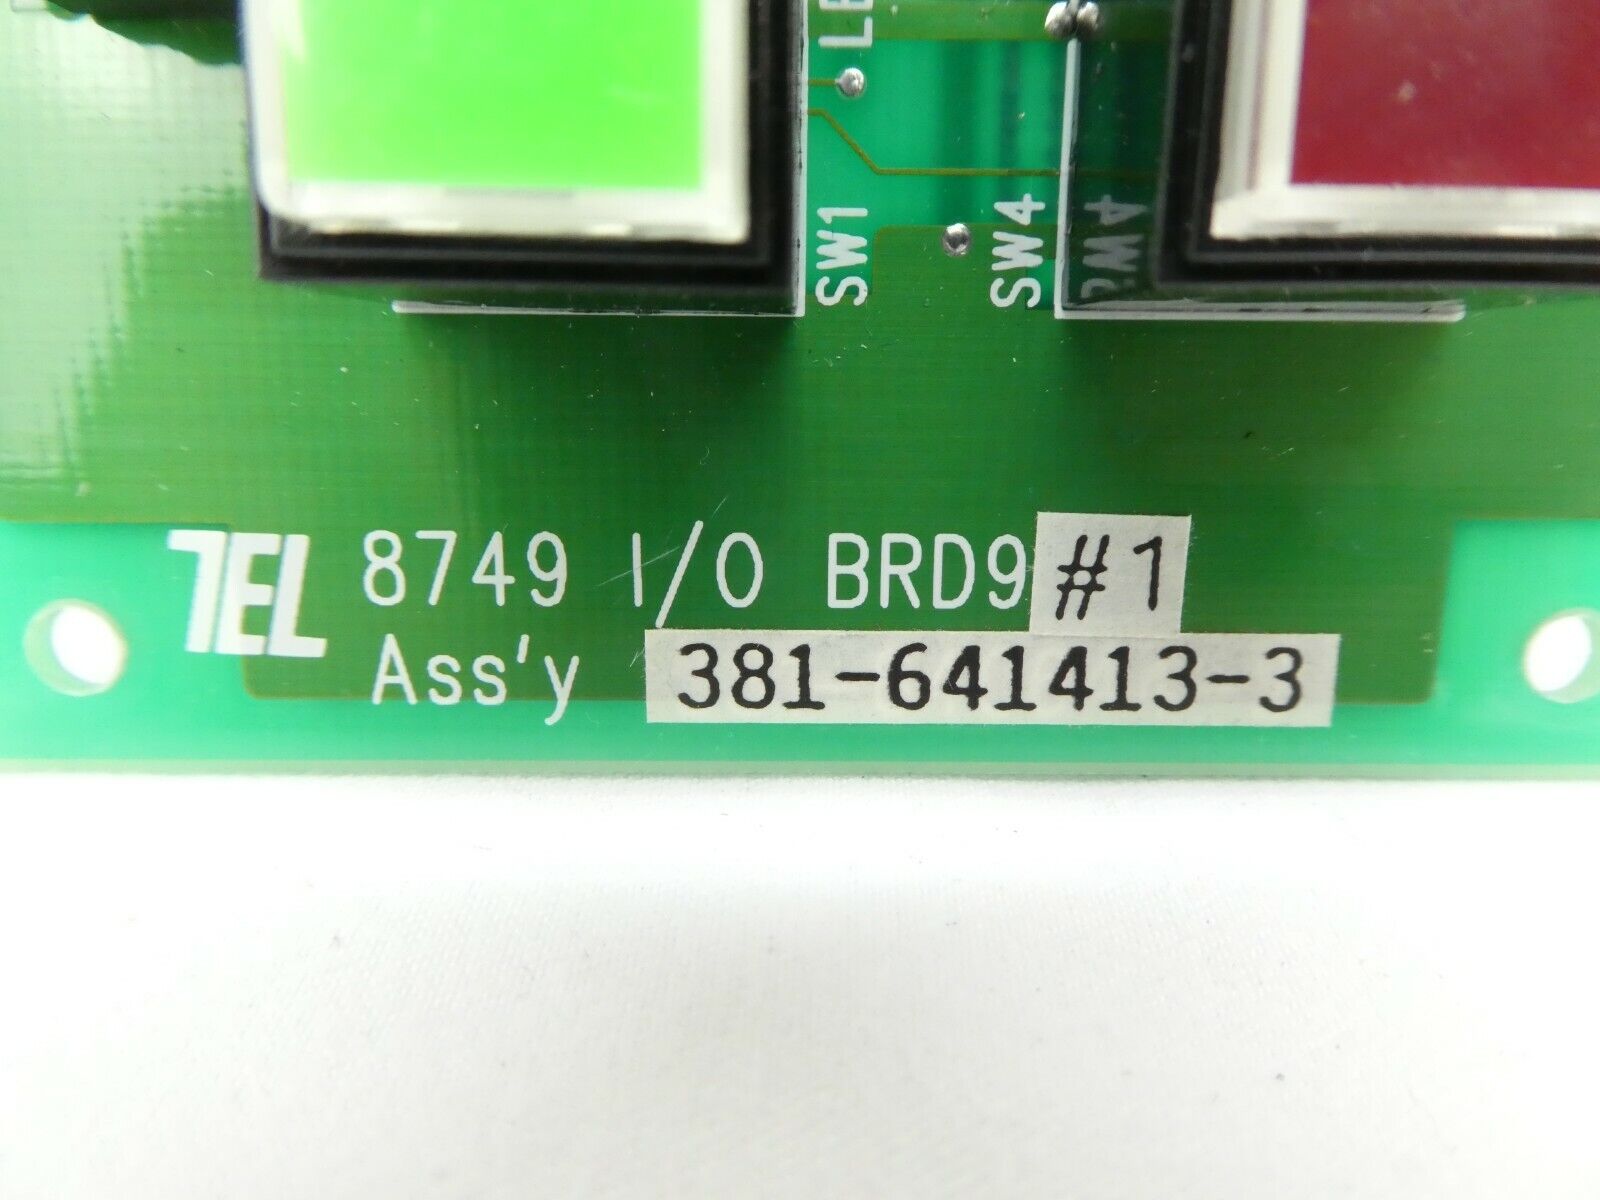 LE
SW1
SW4
TEL 8749 I/O BRD9 #1
Ass'y 381-641413-3